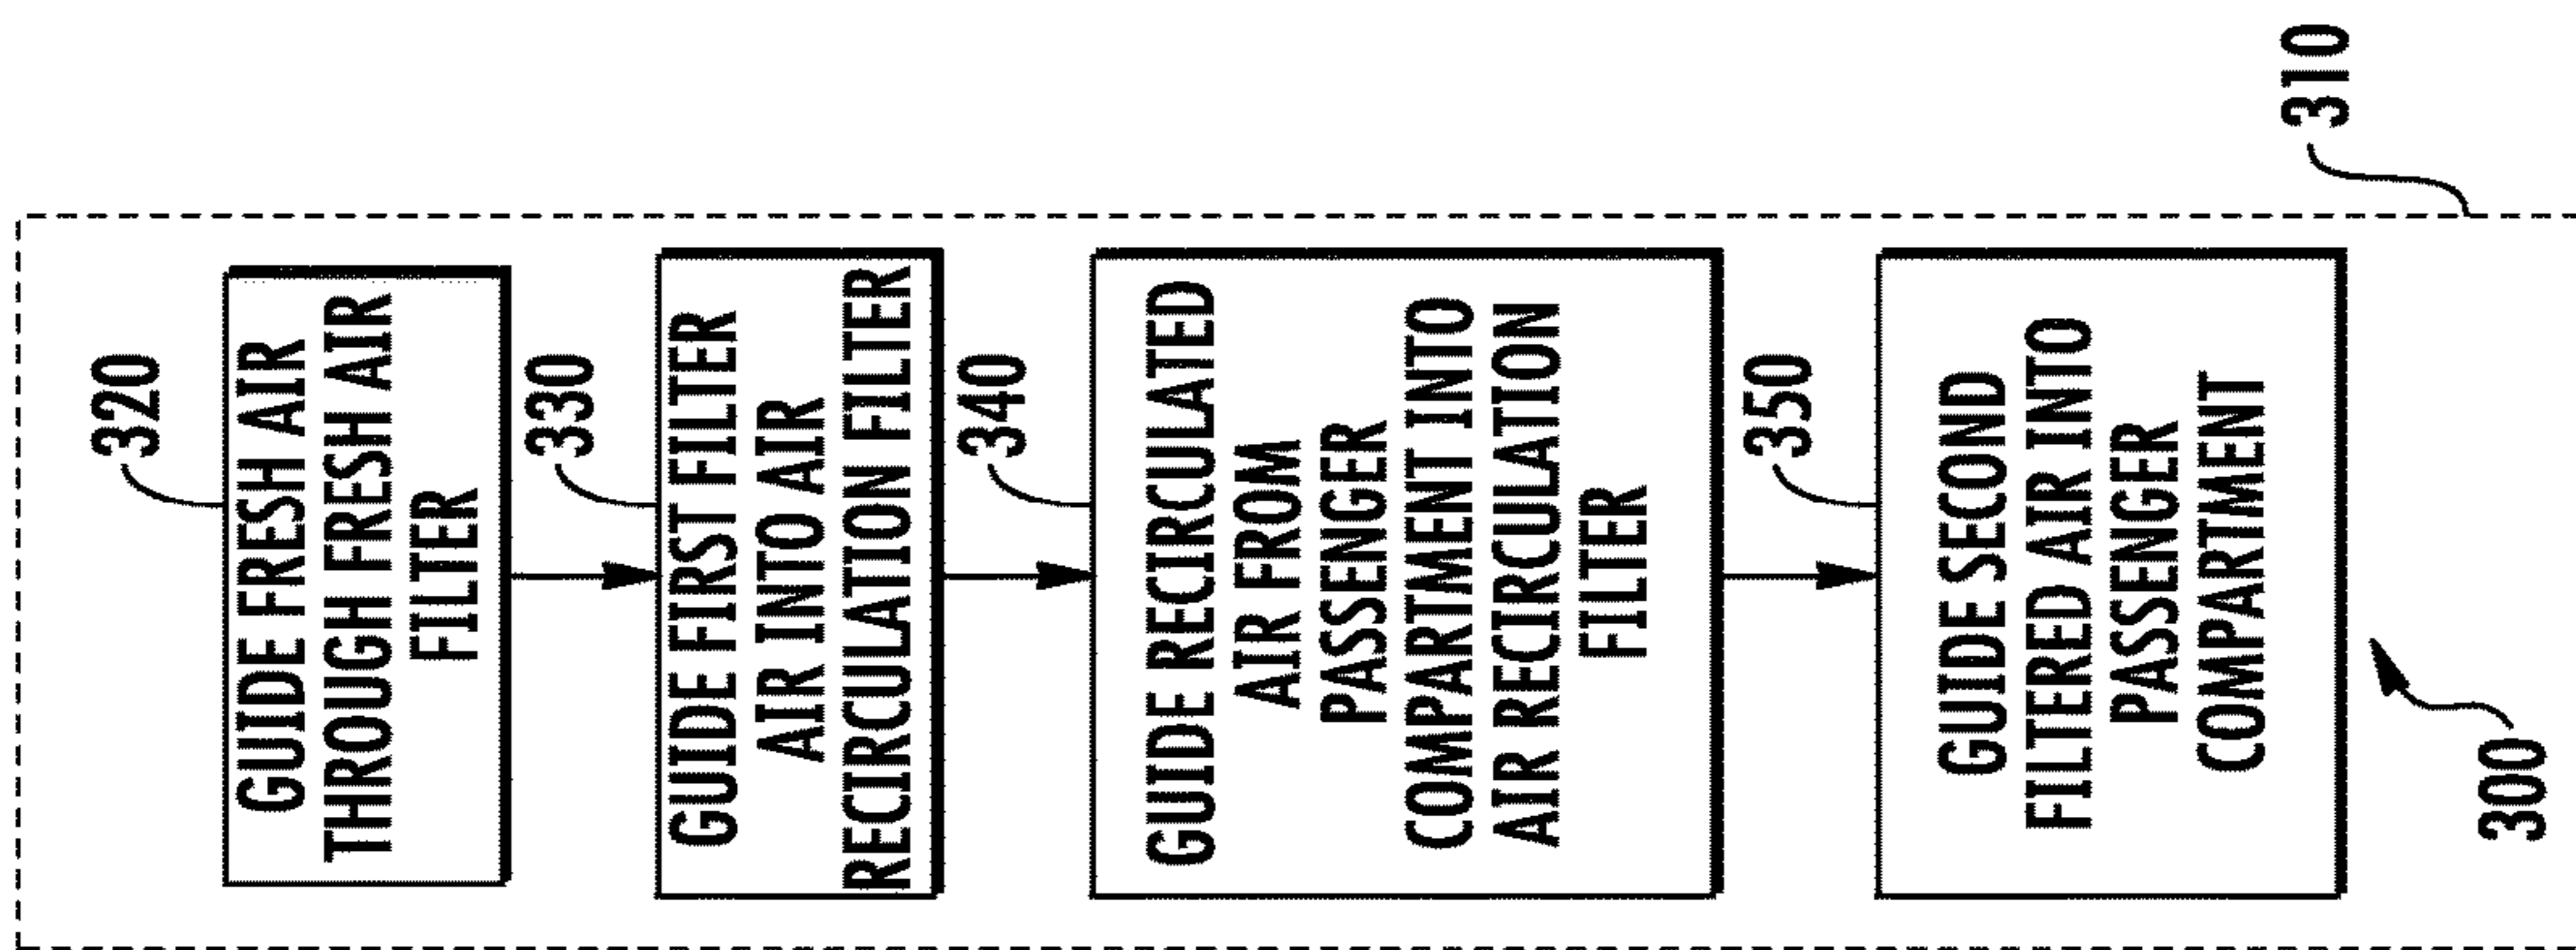 320
GUIDE FRESH AIR
THROUGH FRESH AIR
FILTER
330
GUIDE FIRST FILTER
AIR INTO AIR
RECIRCULATION FILTER
340
GUIDE RECIRCULATED
AIR FROM
PASSENGER
COMPARTMENT INTO
AIR RECIRCULATION
FILTER
350
GUIDE SECOND
FILTERED AIR INTO
PASSENGER
COMPARTMENT
300
310